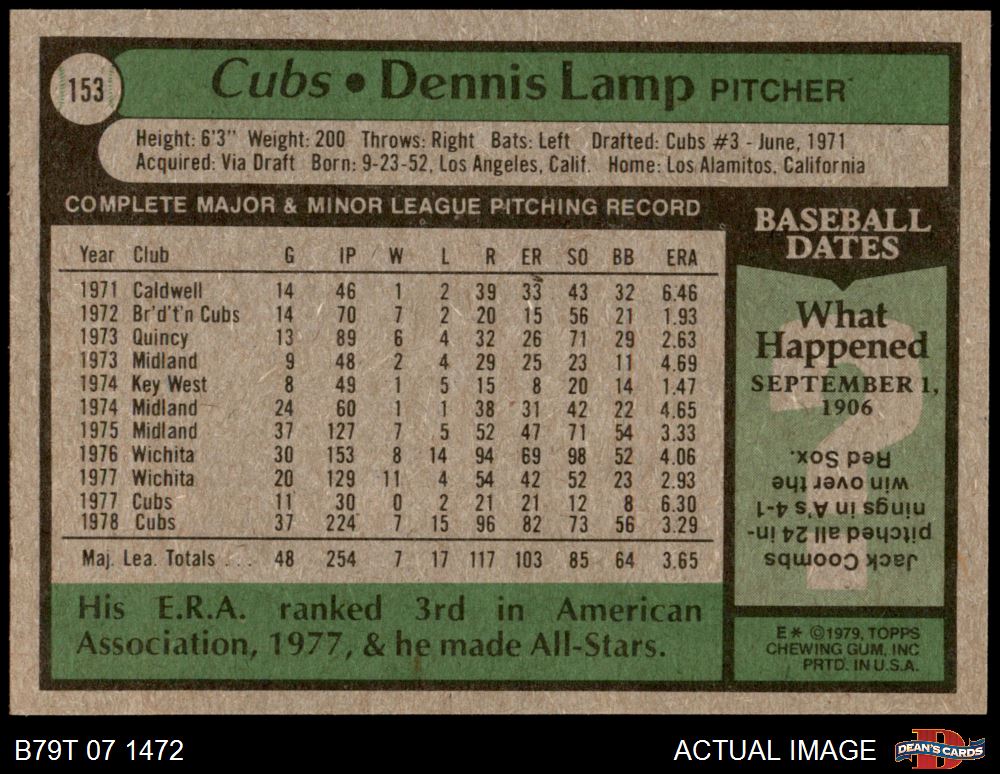 153
Cubs • Dennis Lamp PITCHER
Height: 6'3" Weight: 200 Throws: Right Bats: Left Drafted: Cubs #3 - June, 1971
Acquired: Via Draft Born: 9-23-52, Los Angeles, Calif. Home: Los Alamitos, California
COMPLETE MAJOR & MINOR LEAGUE PITCHING RECORD
Year Club G IP W L R ER SO BB ERA
1971 Caldwell 14 46 1 2 39 33 43 32 6.46
1972 Br'd't'n Cubs 14 70 7 2 20 15 56 21 1.93
1973 Quincy 13 89 6 4 32 26 71 29 2.63
1973 Midland 9 48 2 4 29 25 23 11 4.69
1974 Key West 8 49 1 5 15 8 20 14 1.47
1974 Midland 24 60 1 1 38 31 42 22 4.65
1975 Midland 37 127 7 5 52 47 71 54 3.33
1976 Wichita 30 153 8 14 94 69 98 52 4.06
1977 Wichita 20 129 11 4 54 42 52 23 2.93
1977 Cubs 11 30 0 2 21 21 12 8 6.30
1978 Cubs 37 224 7 15 96 82 73 56 3.29
Maj. Lea. Totals . . . 48 254 7 17 117 103 85 64 3.65
His E.R.A. ranked 3rd in American
Association, 1977, & he made All-Stars.
BASEBALL
DATES
What
Happened
SEPTEMBER 1,
1906
?
Jack Coombs
pitched all 24 in-
nings in A's 4-1
win over the
Red Sox.
E* ©1979, TOPPS
CHEWING GUM, INC
PRTD. IN U.S.A.
B79T 07 1472
ACTUAL IMAGE
DEAN'S CARDS